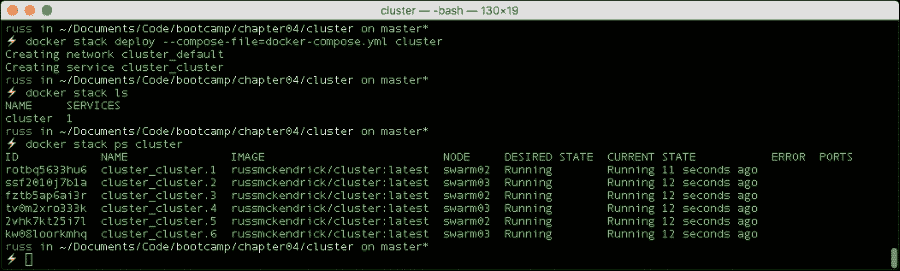 cluster — -bash — 130×19
russ in ~/Documents/Code/bootcamp/chapter04/cluster on master*
⚡ docker stack deploy --compose-file=docker-compose.yml cluster
Creating network cluster_default
Creating service cluster_cluster
russ in ~/Documents/Code/bootcamp/chapter04/cluster on master*
⚡ docker stack ls
NAME     SERVICES
cluster  1
russ in ~/Documents/Code/bootcamp/chapter04/cluster on master*
⚡ docker stack ps cluster
ID            NAME               IMAGE                          NODE     DESIRED STATE  CURRENT STATE           ERROR  PORTS
rotbq5633hu6  cluster_cluster.1  russmckendrick/cluster:latest  swarm02  Running        Running 11 seconds ago
ssf2010j7b1a  cluster_cluster.2  russmckendrick/cluster:latest  swarm03  Running        Running 12 seconds ago
fztb5ap6ai3r  cluster_cluster.3  russmckendrick/cluster:latest  swarm02  Running        Running 12 seconds ago
tv0m2xro333k  cluster_cluster.4  russmckendrick/cluster:latest  swarm03  Running        Running 12 seconds ago
2vhk7kt25i7l  cluster_cluster.5  russmckendrick/cluster:latest  swarm02  Running        Running 12 seconds ago
kw08loorkmhq  cluster_cluster.6  russmckendrick/cluster:latest  swarm03  Running        Running 12 seconds ago
russ in ~/Documents/Code/bootcamp/chapter04/cluster on master*
⚡